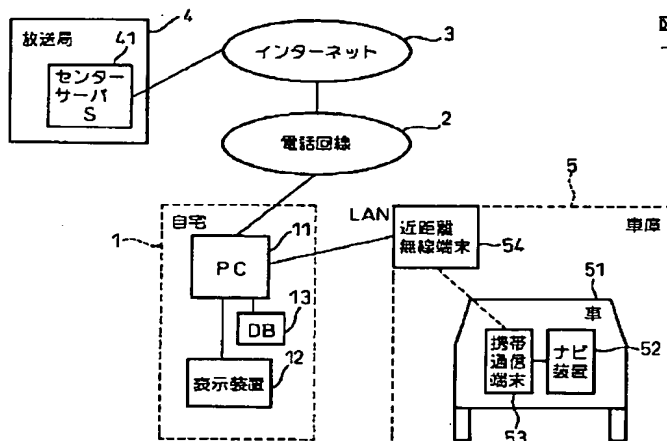 4
放送局
41
センター
サーバ
S
3
インターネット
2
電話回線
5
自宅
1
11
PC
LAN
近距離
無線端末
54
車庫
13
DB
51
車
携帯
通信
端末
ナビ
装置
52
12
表示装置
53